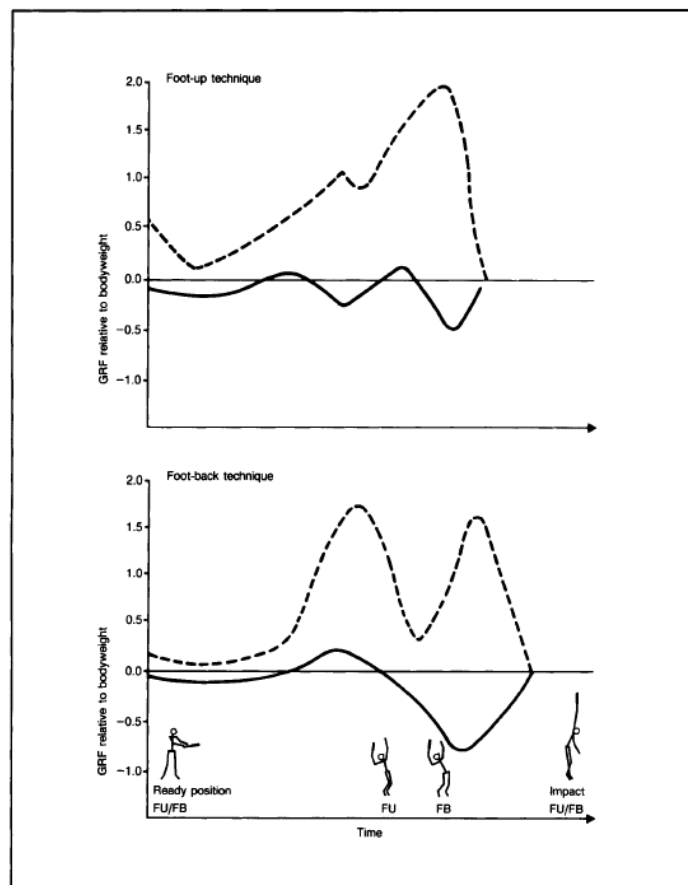 Foot-up technique
2.0
1.5
1.0
0.5
0.0
−0.5
−1.0
GRF relative to bodyweight
Foot-back technique
2.0
1.5
1.0
0.5
0.0
−0.5
−1.0
GRF relative to bodyweight
Ready position Impact
FU/FB FU FB FU/FB
Time